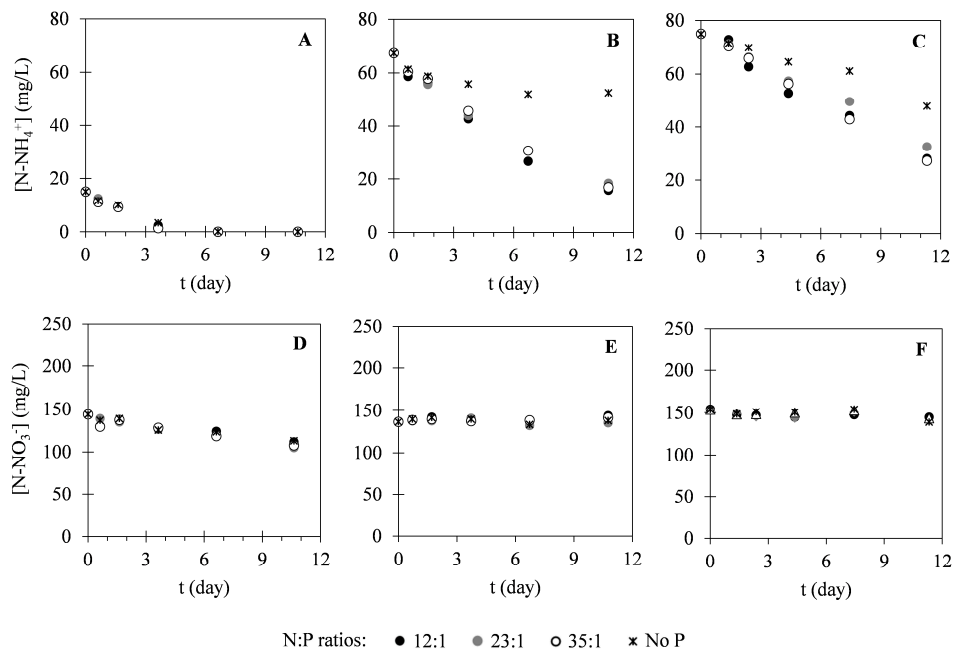 80 60 40 20 0
[N-NH₄⁺] (mg/L)
A
0 3 6 9 12
t (day)
80 60 40 20 0
B
0 3 6 9 12
t (day)
80 60 40 20 0
C
0 3 6 9 12
t (day)
250 200 150 100 50 0
[N-NO₃⁻] (mg/L)
D
0 3 6 9 12
t (day)
250 200 150 100 50 0
E
0 3 6 9 12
t (day)
250 200 150 100 50 0
F
0 3 6 9 12
t (day)
N:P ratios: 12:1 23:1 35:1 No P